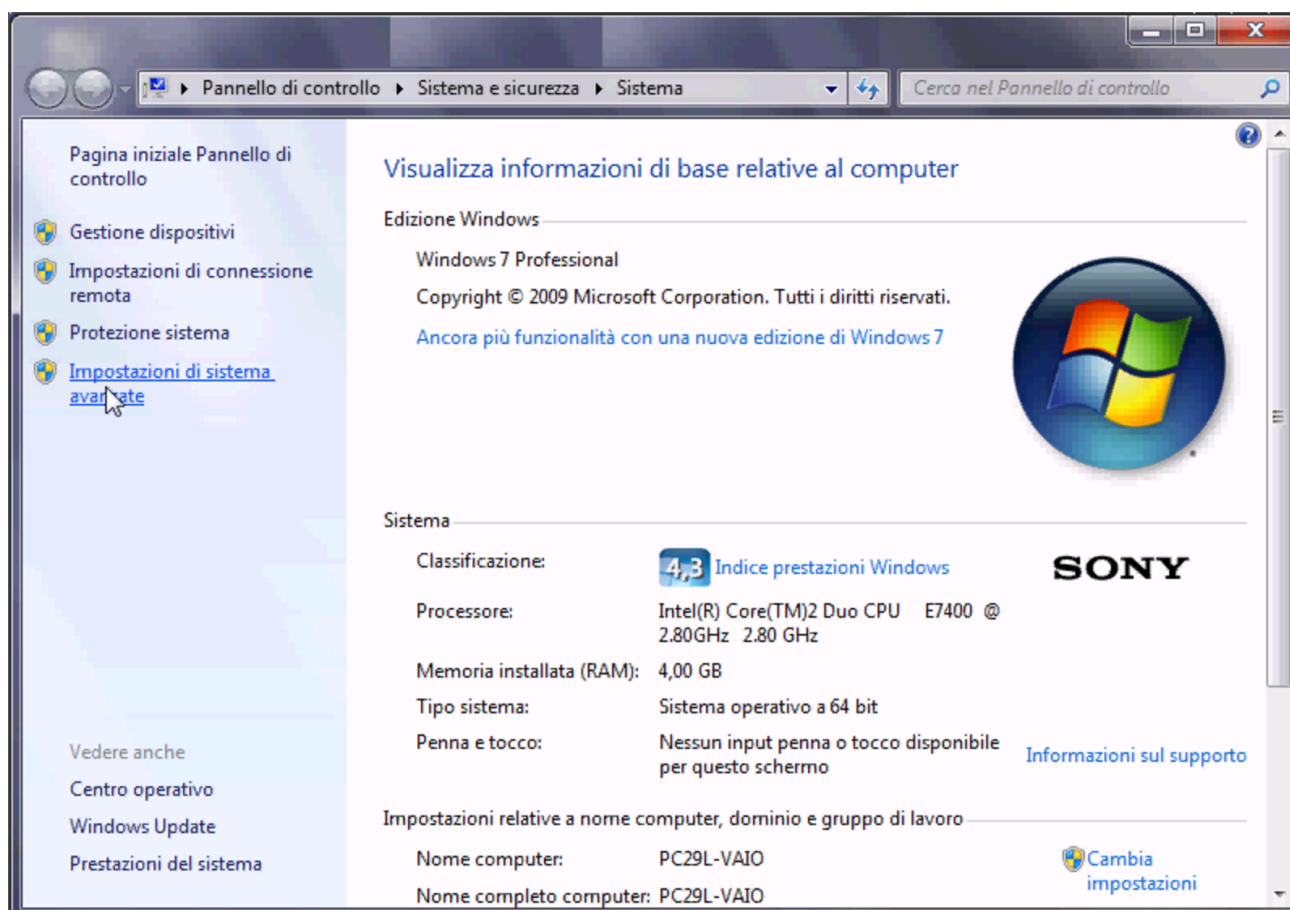 Pannello di controllo ▸ Sistema e sicurezza ▸ Sistema
Cerca nel Pannello di controllo
Pagina iniziale Pannello di
controllo
Gestione dispositivi
Impostazioni di connessione
remota
Protezione sistema
Impostazioni di sistema
avanzate
Vedere anche
Centro operativo
Windows Update
Prestazioni del sistema
Visualizza informazioni di base relative al computer
Edizione Windows
Windows 7 Professional
Copyright © 2009 Microsoft Corporation. Tutti i diritti riservati.
Ancora più funzionalità con una nuova edizione di Windows 7
Sistema
Classificazione: 4,3 Indice prestazioni Windows
SONY
Processore: Intel(R) Core(TM)2 Duo CPU E7400 @
2.80GHz 2.80 GHz
Memoria installata (RAM): 4,00 GB
Tipo sistema: Sistema operativo a 64 bit
Penna e tocco: Nessun input penna o tocco disponibile
per questo schermo
Informazioni sul supporto
Impostazioni relative a nome computer, dominio e gruppo di lavoro
Nome computer: PC29L-VAIO
Cambia
impostazioni
Nome completo computer: PC29L-VAIO